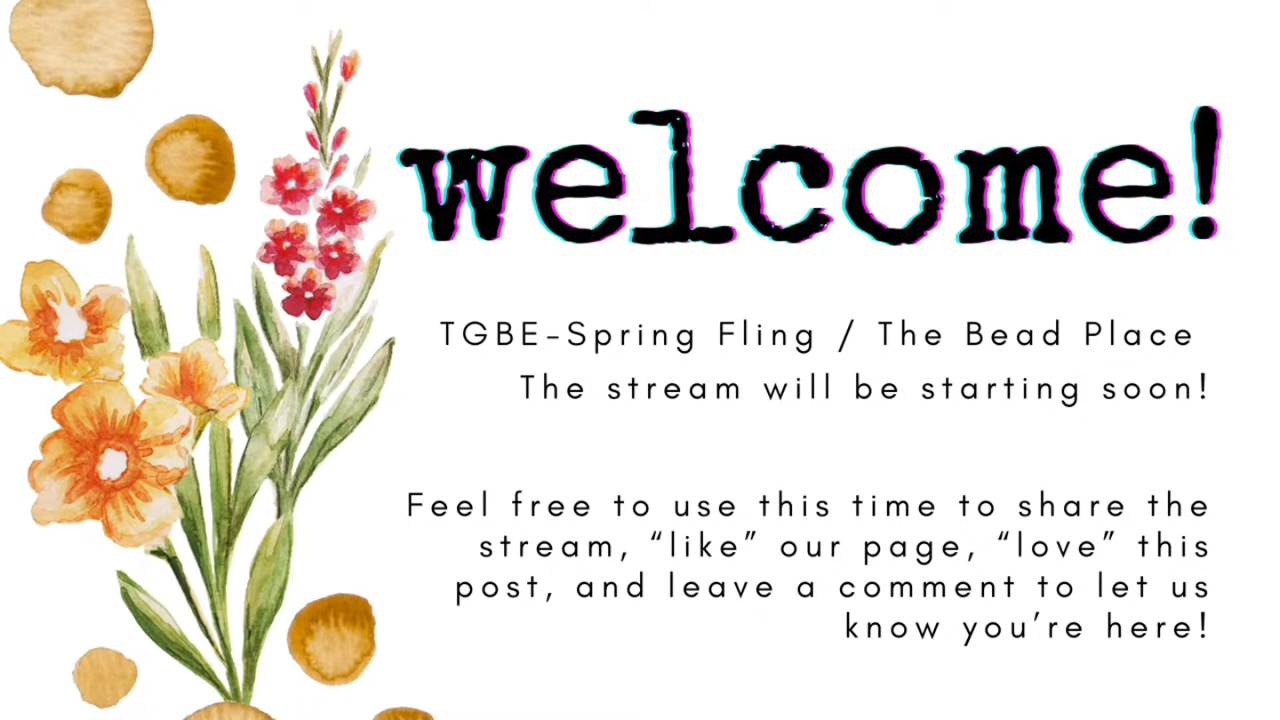 welcome!
TGBE-Spring Fling / The Bead Place
The stream will be starting soon!
Feel free to use this time to share the
stream, “like” our page, “love” this
post, and leave a comment to let us
know you’re here!